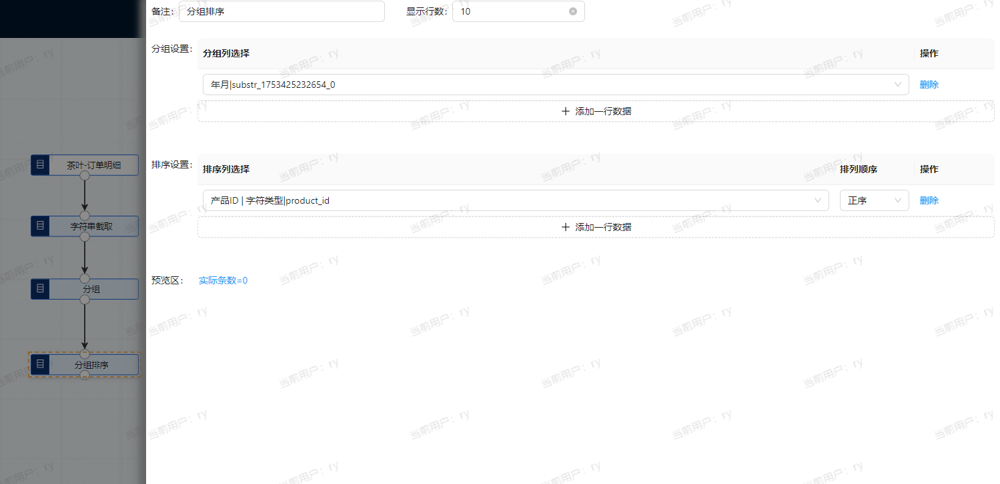 备注： 分组排序 显示行数： 10
分组设置： 分组列选择 操作
年月|substr_1753425232654_0 删除
+ 添加一行数据
排序设置： 排序列选择 排列顺序 操作
产品ID | 字符类型|product_id 正序 删除
+ 添加一行数据
预览区： 实际条数=0
茶叶-订单明细
字符串截取
分组
分组排序
当前用户：ry